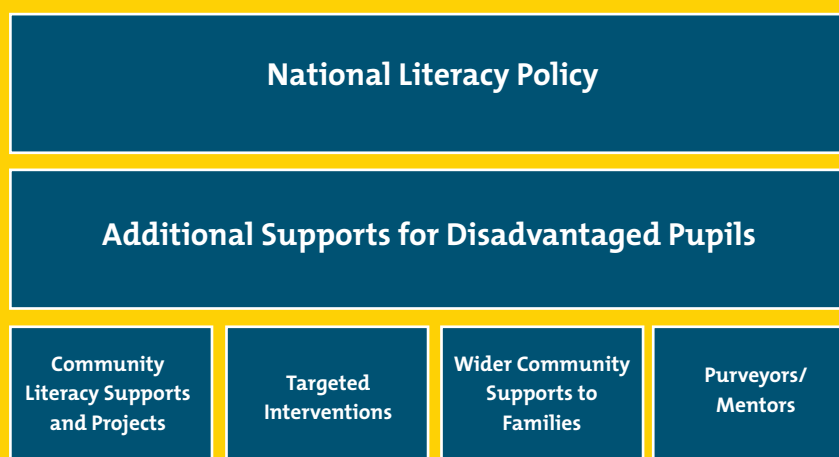 National Literacy Policy
Additional Supports for Disadvantaged Pupils
Community
Literacy Supports
and Projects
Targeted
Interventions
Wider Community
Supports to
Families
Purveyors/
Mentors